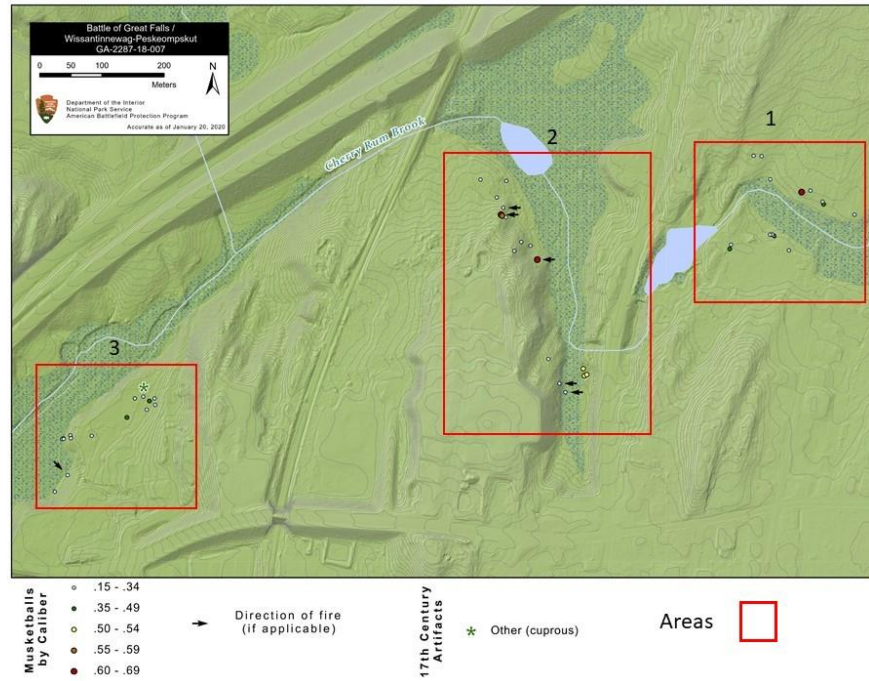 Battle of Great Falls /
Wissantinnewag-Peskeompskut
GA-2287-18-007
0 50 100 200
Meters
N
Department of the Interior
National Park Service
American Battlefield Protection Program
Accurate as of January 20, 2020
Cherry Rum Brook
1
2
3
Musketballs
by Caliber
.15 - .34
.35 - .49
.50 - .54
.55 - .59
.60 - .69
Direction of fire
(if applicable)
17th Century
Artifacts
Other (cuprous)
Areas